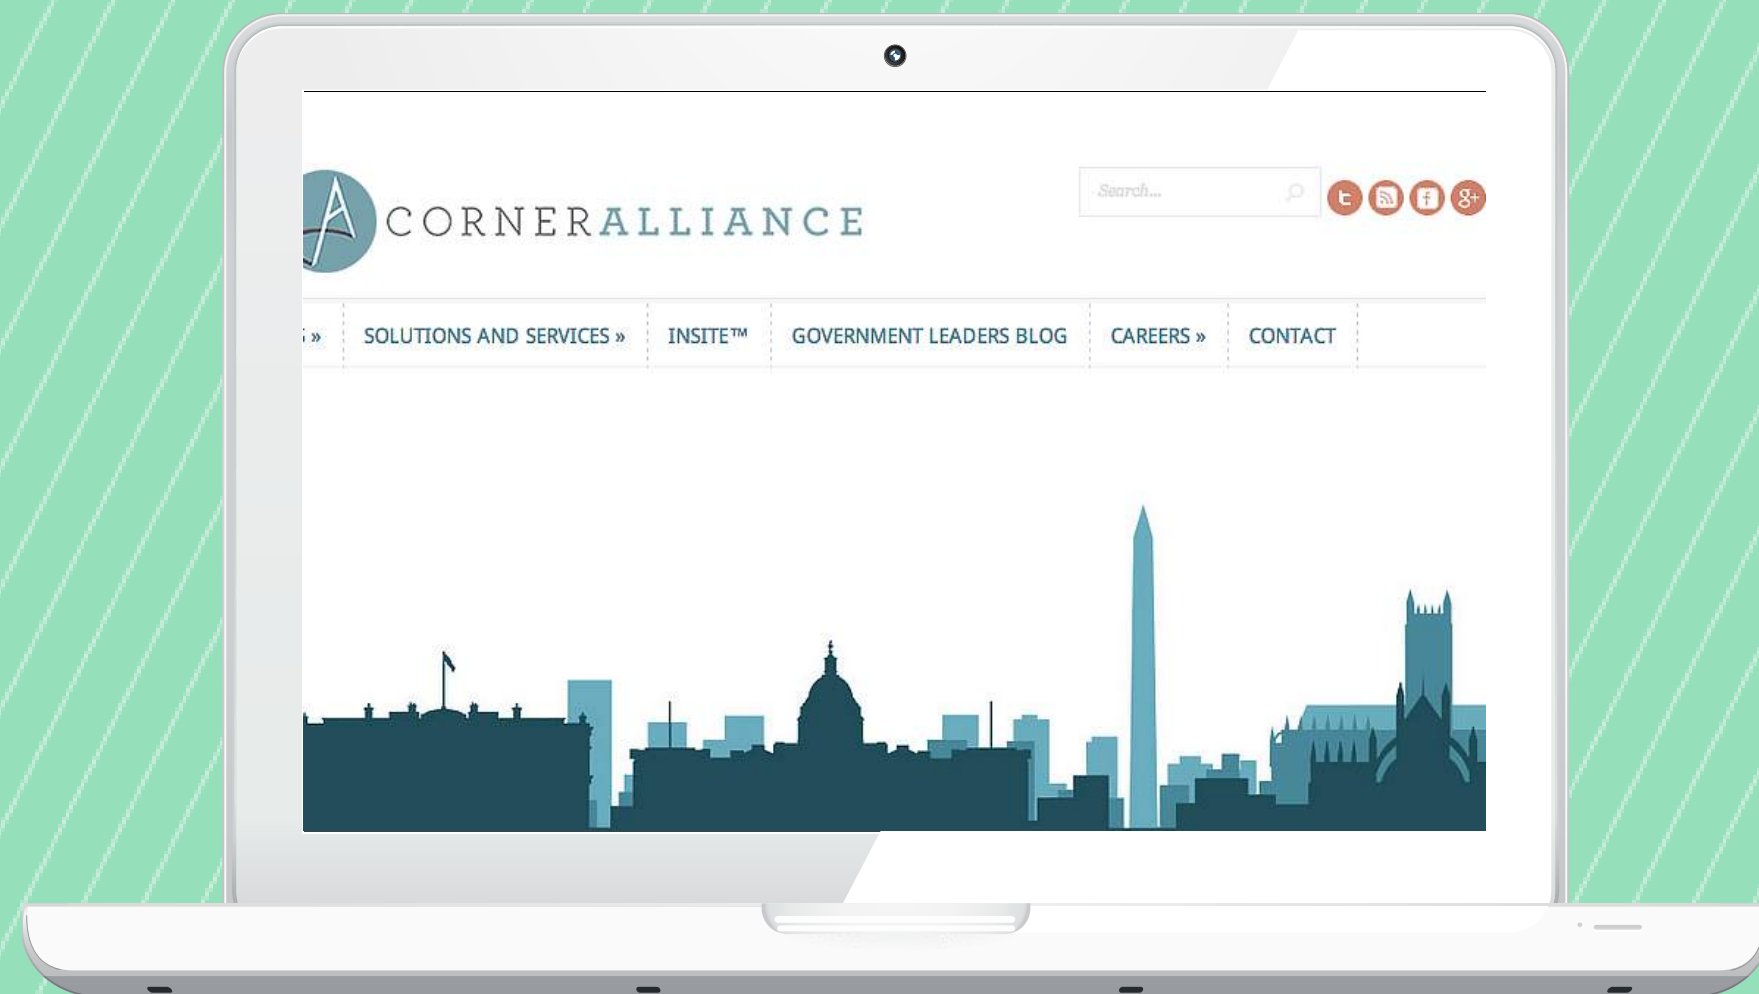 CORNERALLIANCE
Search...
»
SOLUTIONS AND SERVICES »
INSITE™
GOVERNMENT LEADERS BLOG
CAREERS »
CONTACT